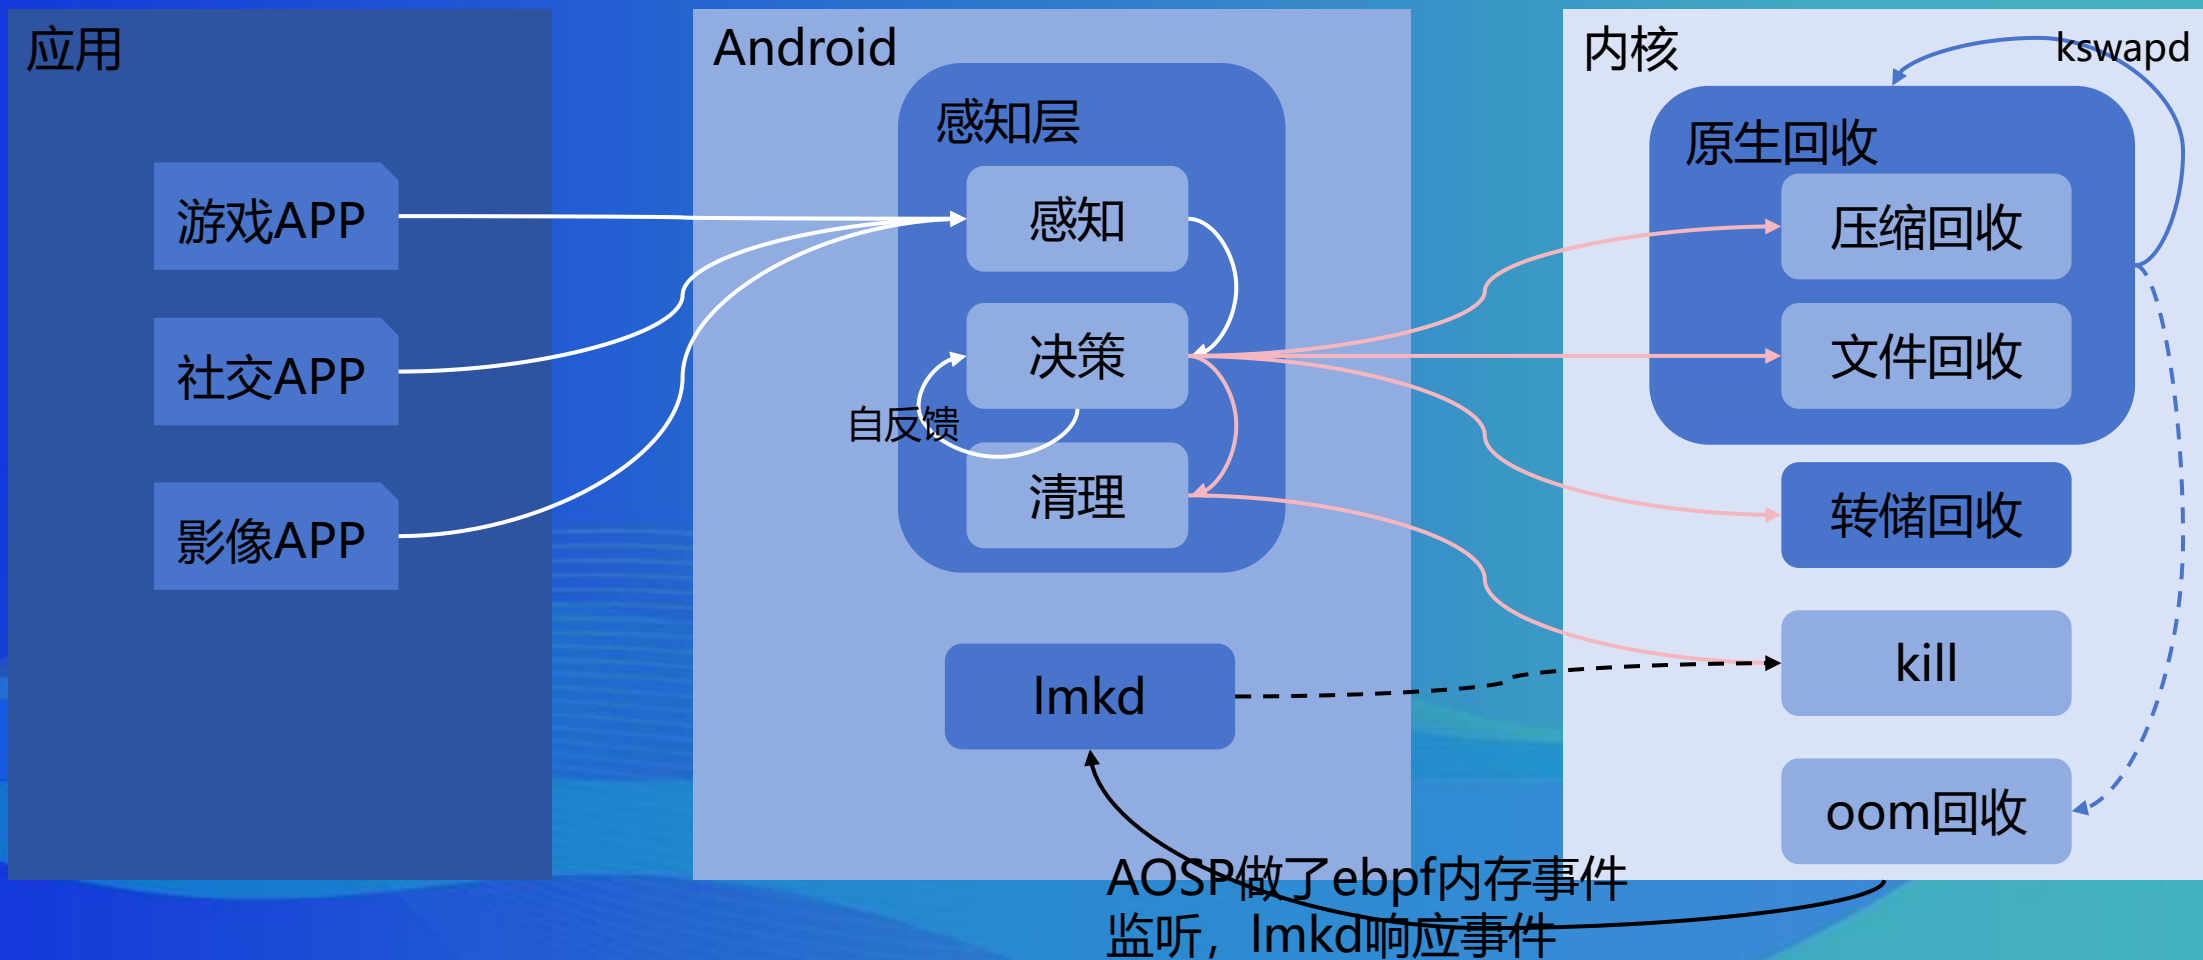 应用
游戏APP
社交APP
影像APP
Android
感知层
感知
决策
自反馈
清理
lmkd
内核
kswapd
原生回收
压缩回收
文件回收
转储回收
kill
oom回收
AOSP做了ebpf内存事件
监听，lmkd响应事件